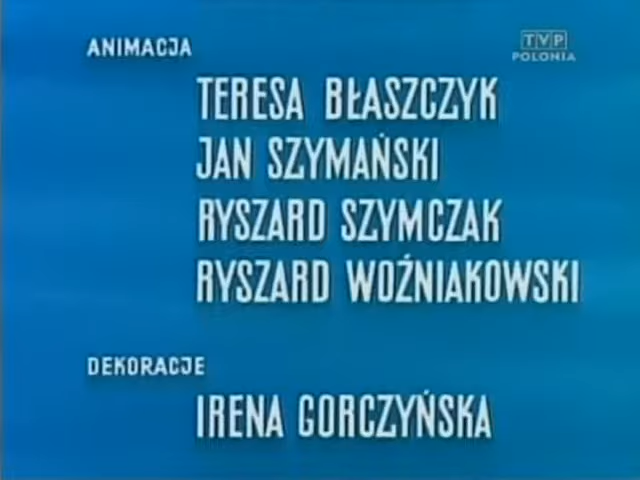 ANIMACJA
TVP
POLONIA
TERESA BŁASZCZYK
JAN SZYMAŃSKI
RYSZARD SZYMCZAK
RYSZARD WOŹNIAKOWSKI
DEKORACJE
IRENA GORCZYŃSKA